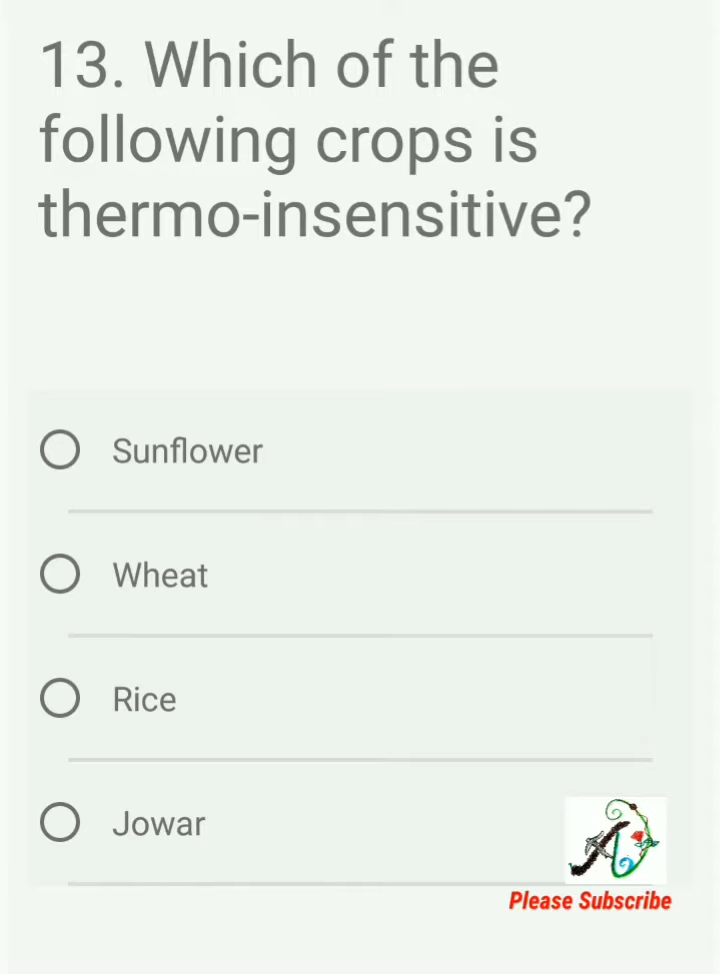 13. Which of the
following crops is
thermo-insensitive?
Sunflower
Wheat
Rice
Jowar
Please Subscribe